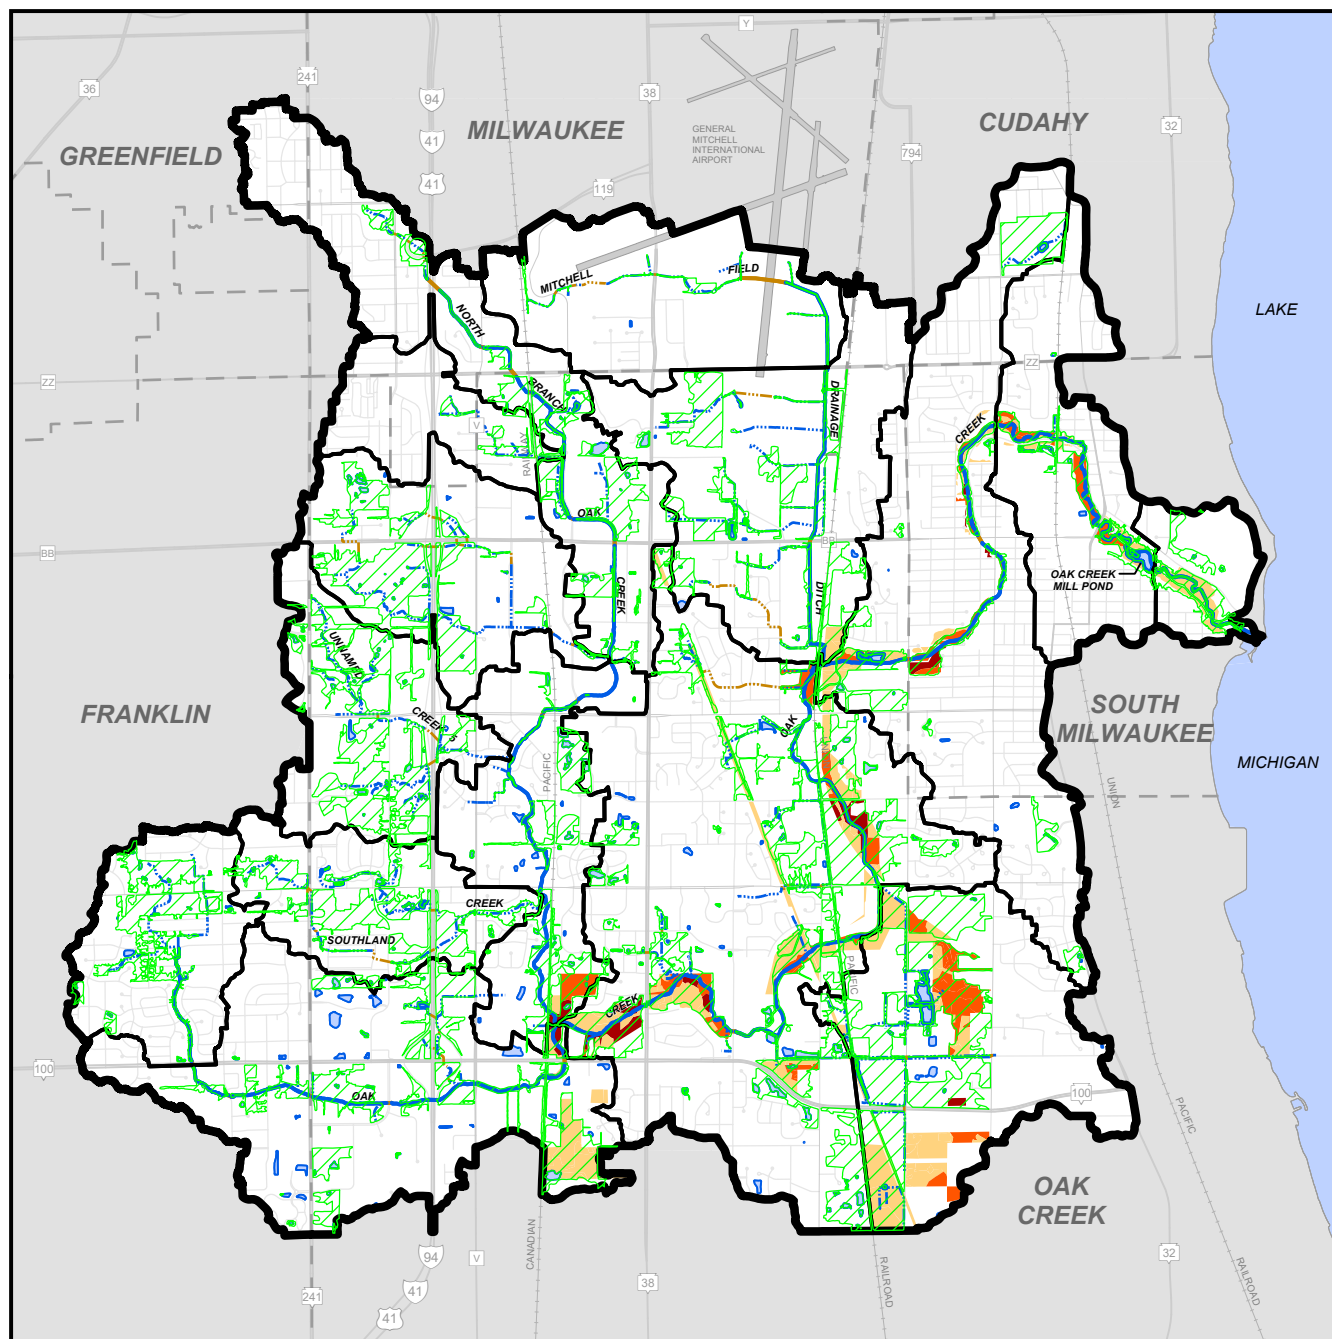 Y
36
241
94
41
41
38
MILWAUKEE
GENERAL
MITCHELL
INTERNATIONAL
AIRPORT
CUDAHY
32
794
GREENFIELD
119
MITCHELL
FIELD
LAKE
NORTH
BRANCH
ZZ
ZZ
DRAINAGE
V
RAILWAY
CREEK
OAK
BB
BB
OAK CREEK
MILL POND
CREEK
DITCH
UNNAMED
FRANKLIN
CREEK 5
OAK
UNION
SOUTH
MILWAUKEE
MICHIGAN
PACIFIC
UNION
CREEK
SOUTHLAND
PACIFIC
CREEK
100
OAK
100
PACIFIC
OAK
CREEK
CANADIAN
94
V
41
41
241
38
RAILROAD
32
RAILROAD